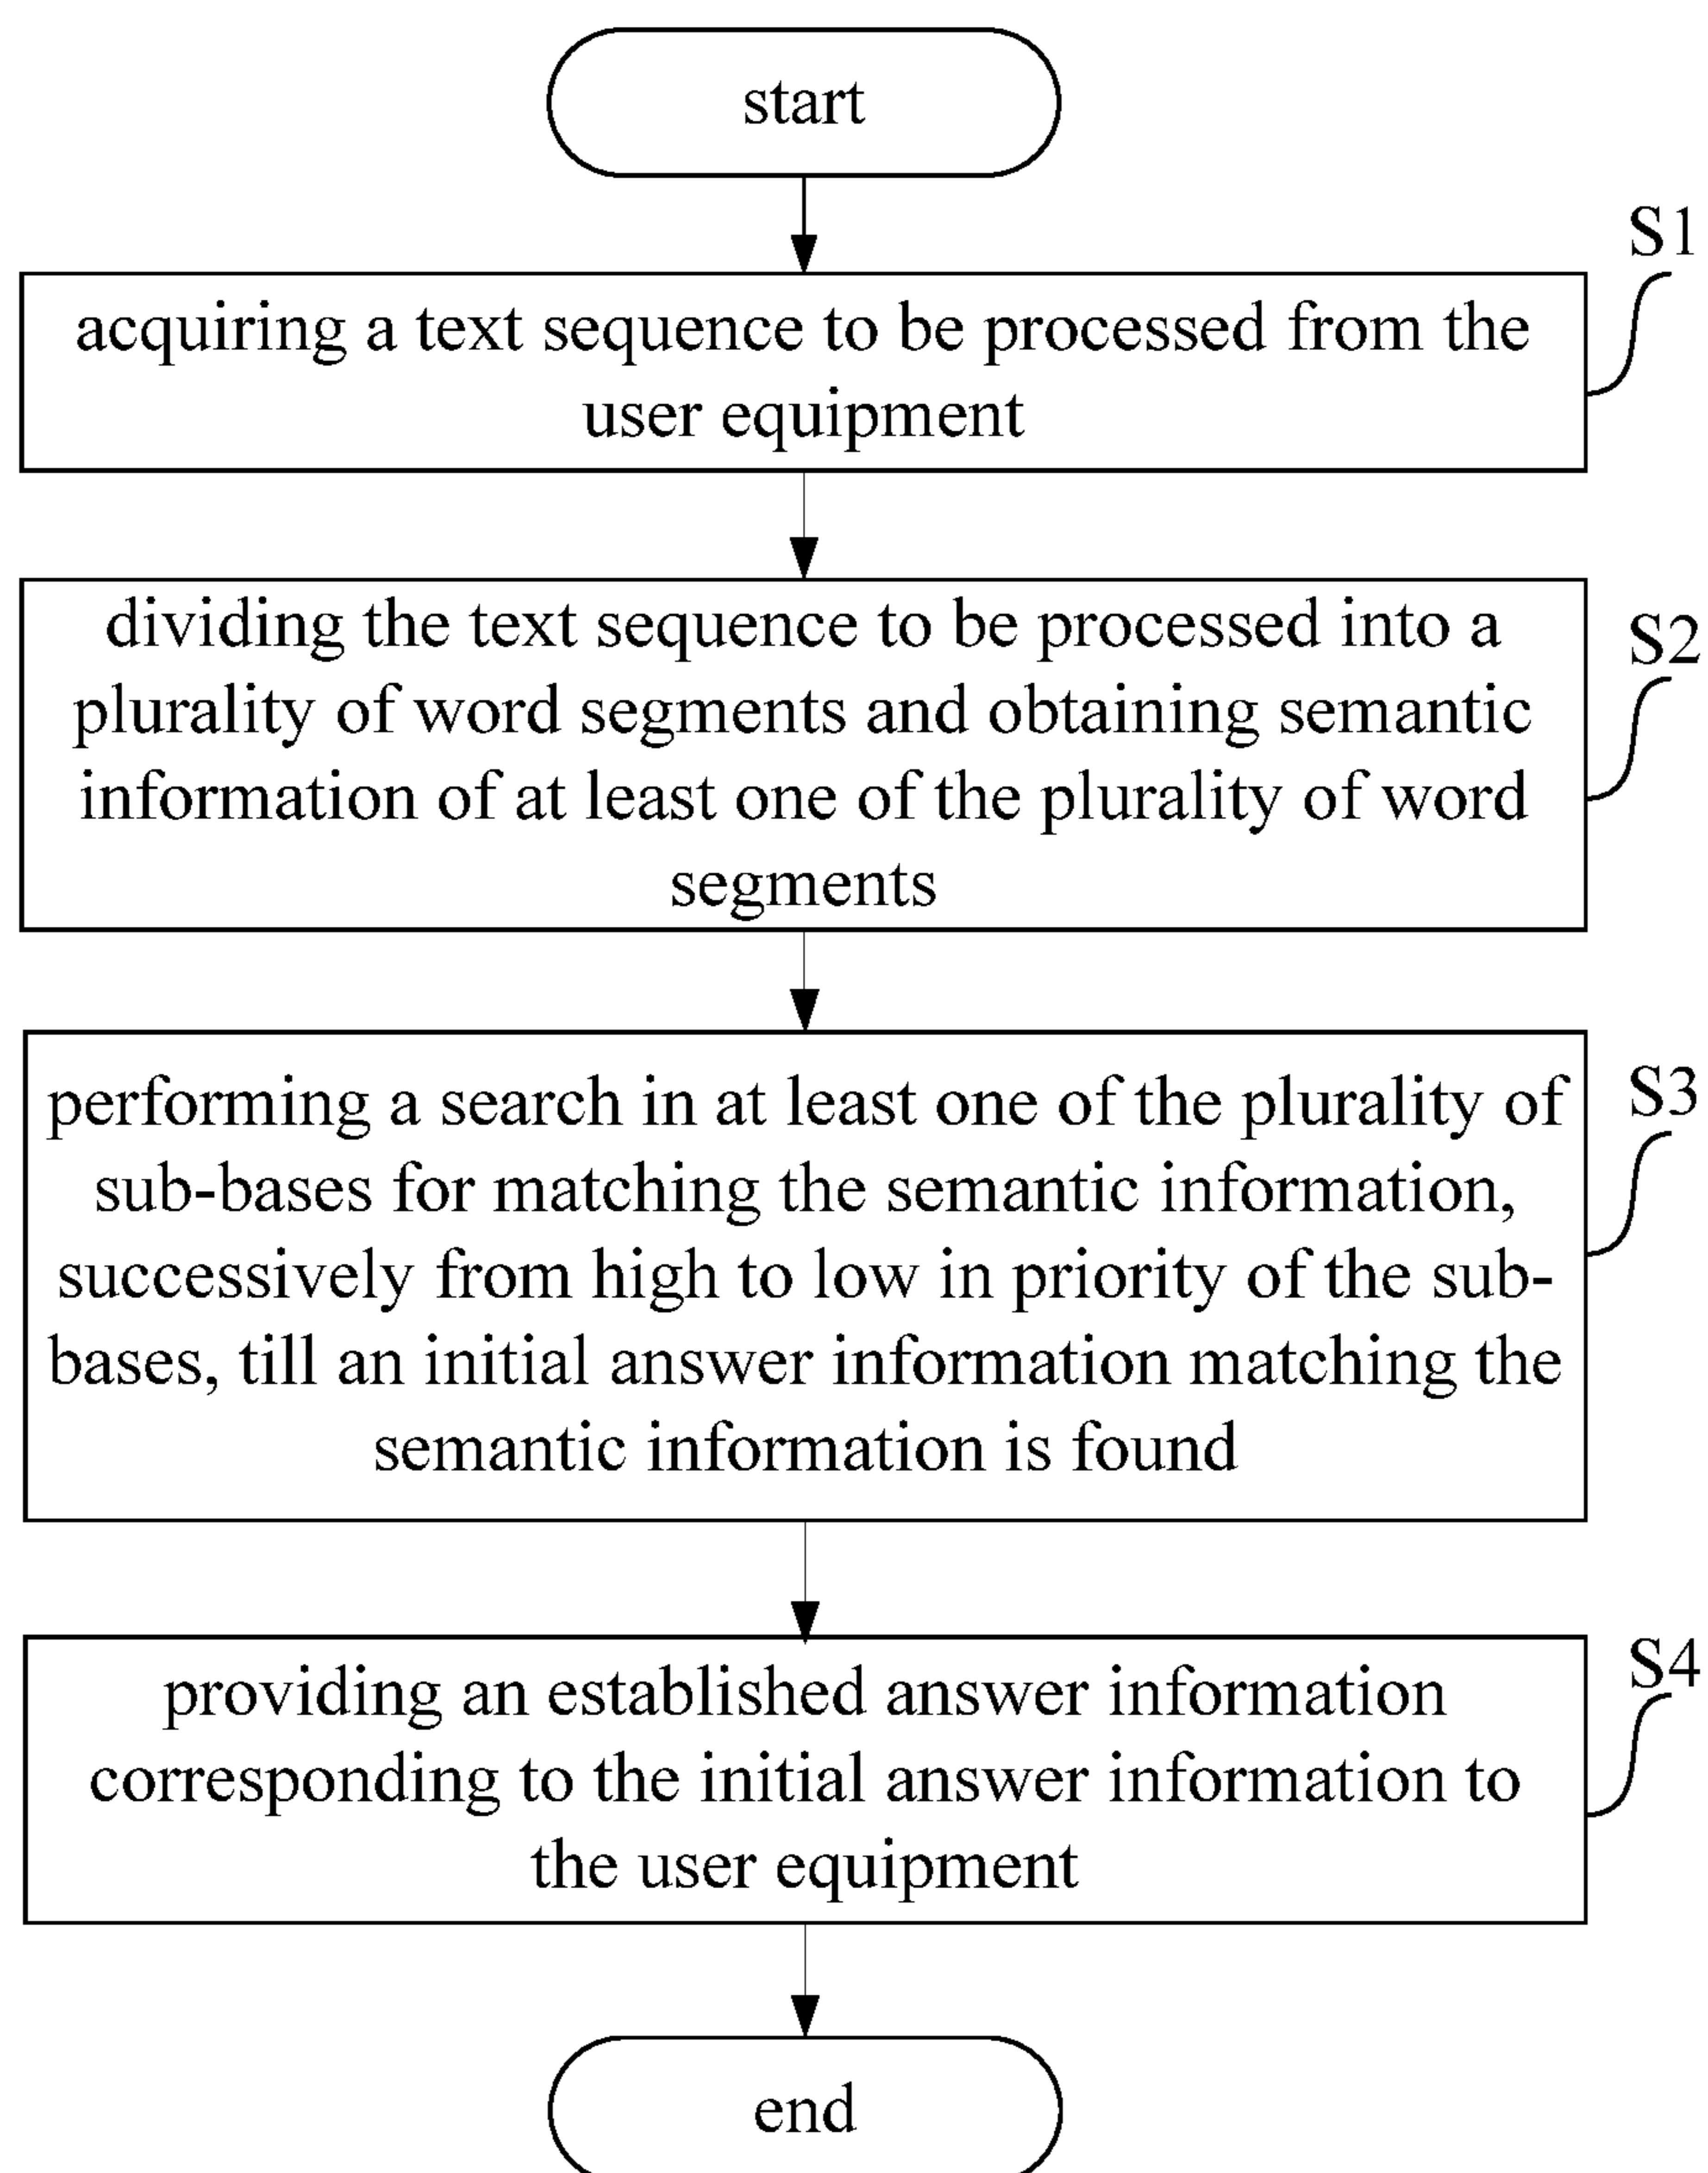 start
S1
acquiring a text sequence to be processed from the
user equipment
S2
dividing the text sequence to be processed into a
plurality of word segments and obtaining semantic
information of at least one of the plurality of word
segments
S3
performing a search in at least one of the plurality of
sub-bases for matching the semantic information,
successively from high to low in priority of the sub-
bases, till an initial answer information matching the
semantic information is found
S4
providing an established answer information
corresponding to the initial answer information to
the user equipment
end